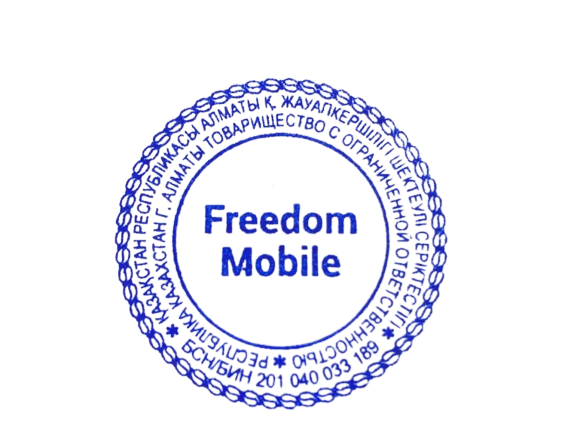 ҚАЗАҚСТАН РЕСПУБЛИКАСЫ АЛМАТЫ Қ. ЖАУАПКЕРШІЛІГІ ШЕКТЕУЛІ СЕРІКТЕСТІГІ
* БСН/БИН 201 040 033 189 *
РЕСПУБЛИКА КАЗАХСТАН Г. АЛМАТЫ ТОВАРИЩЕСТВО С ОГРАНИЧЕННОЙ ОТВЕТСТВЕННОСТЬЮ *
Freedom
Mobile